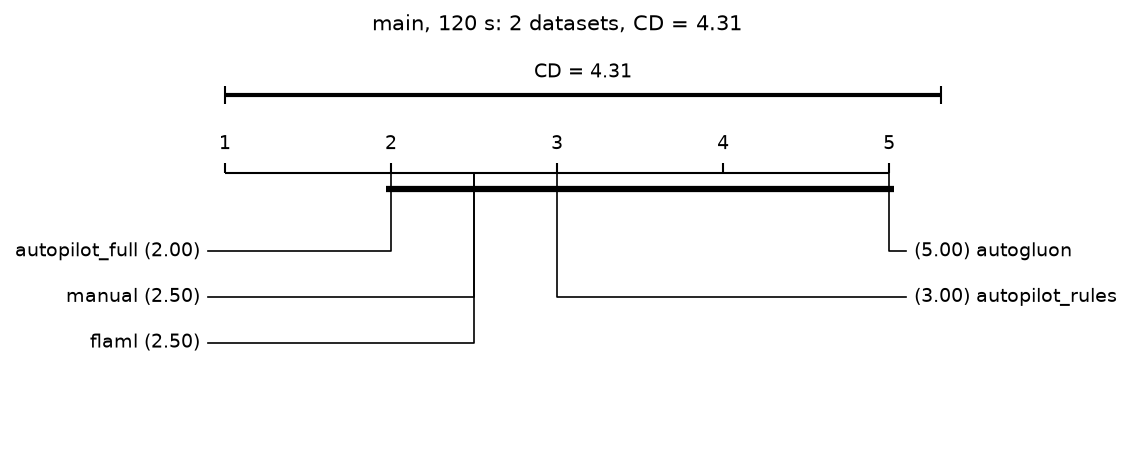 main, 120 s: 2 datasets, CD = 4.31
CD = 4.31
1 2 3 4 5
autopilot_full (2.00) (5.00) autogluon
manual (2.50) (3.00) autopilot_rules
flaml (2.50)